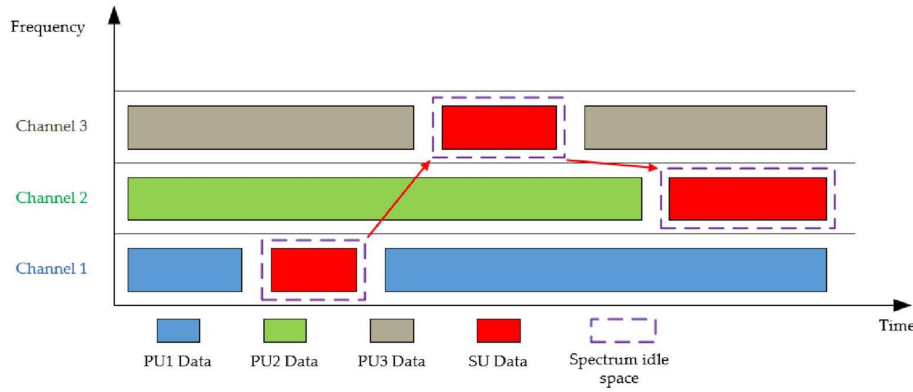 Frequency
Channel 3
Channel 2
Channel 1
Time
PU1 Data
PU2 Data
PU3 Data
SU Data
Spectrum idle
space